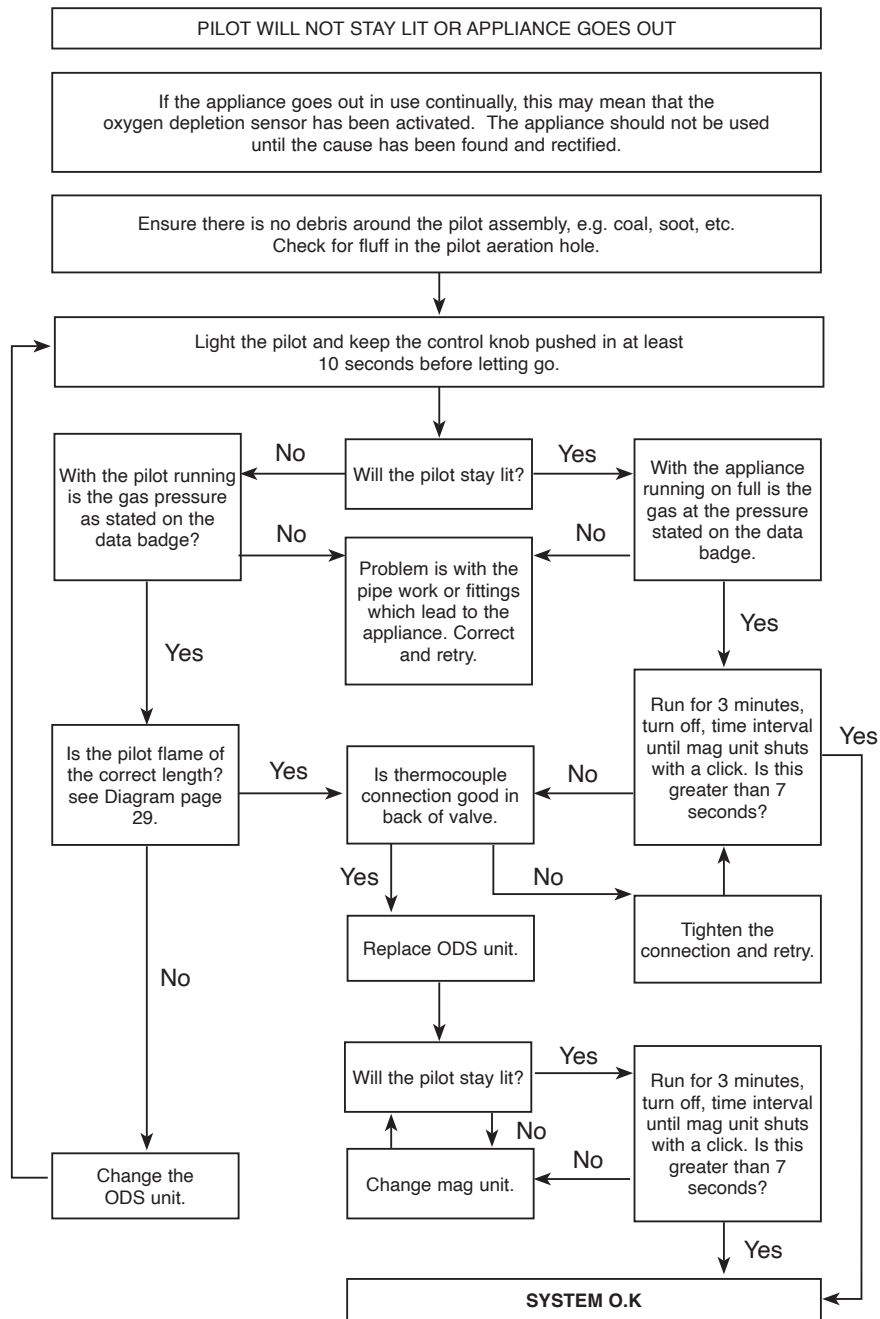 PILOT WILL NOT STAY LIT OR APPLIANCE GOES OUT
If the appliance goes out in use continually, this may mean that the
oxygen depletion sensor has been activated. The appliance should not be used
until the cause has been found and rectified.
Ensure there is no debris around the pilot assembly, e.g. coal, soot, etc.
Check for fluff in the pilot aeration hole.
Light the pilot and keep the control knob pushed in at least
10 seconds before letting go.
With the pilot running
is the gas pressure
as stated on the
data badge?
No
Will the pilot stay lit?
Yes
With the appliance
running on full is the
gas at the pressure
stated on the data
badge.
No
Problem is with the
pipe work or fittings
which lead to the
appliance. Correct
and retry.
No
Yes
Yes
Is the pilot flame of
the correct length?
see Diagram page
29.
Yes
Is thermocouple
connection good in
back of valve.
No
Run for 3 minutes,
turn off, time interval
until mag unit shuts
with a click. Is this
greater than 7
seconds?
Yes
Yes
No
Tighten the
connection and retry.
Replace ODS unit.
No
Will the pilot stay lit?
Yes
Run for 3 minutes,
turn off, time interval
until mag unit shuts
with a click. Is this
greater than 7
seconds?
No
Change mag unit.
No
Change the
ODS unit.
Yes
SYSTEM O.K